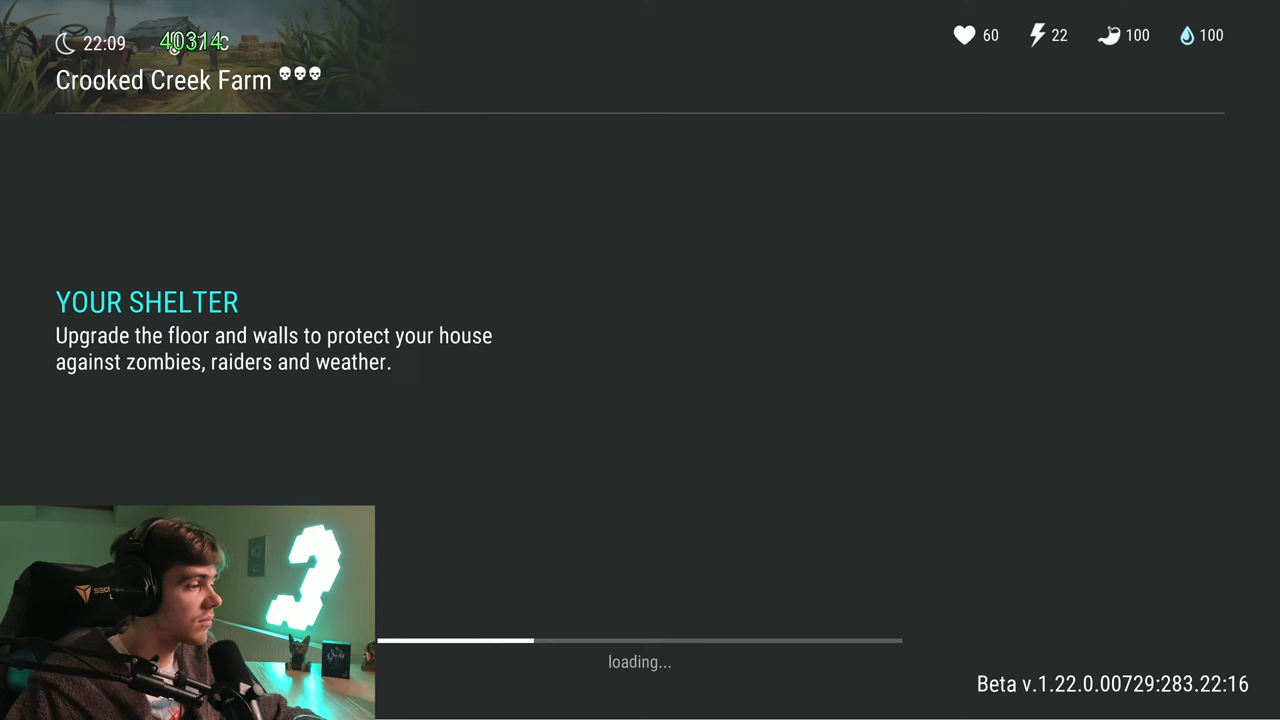 22:09
40314
60
22
100
100
Crooked Creek Farm
YOUR SHELTER
Upgrade the floor and walls to protect your house
against zombies, raiders and weather.
loading...
Beta v.1.22.0.00729:283.22:16